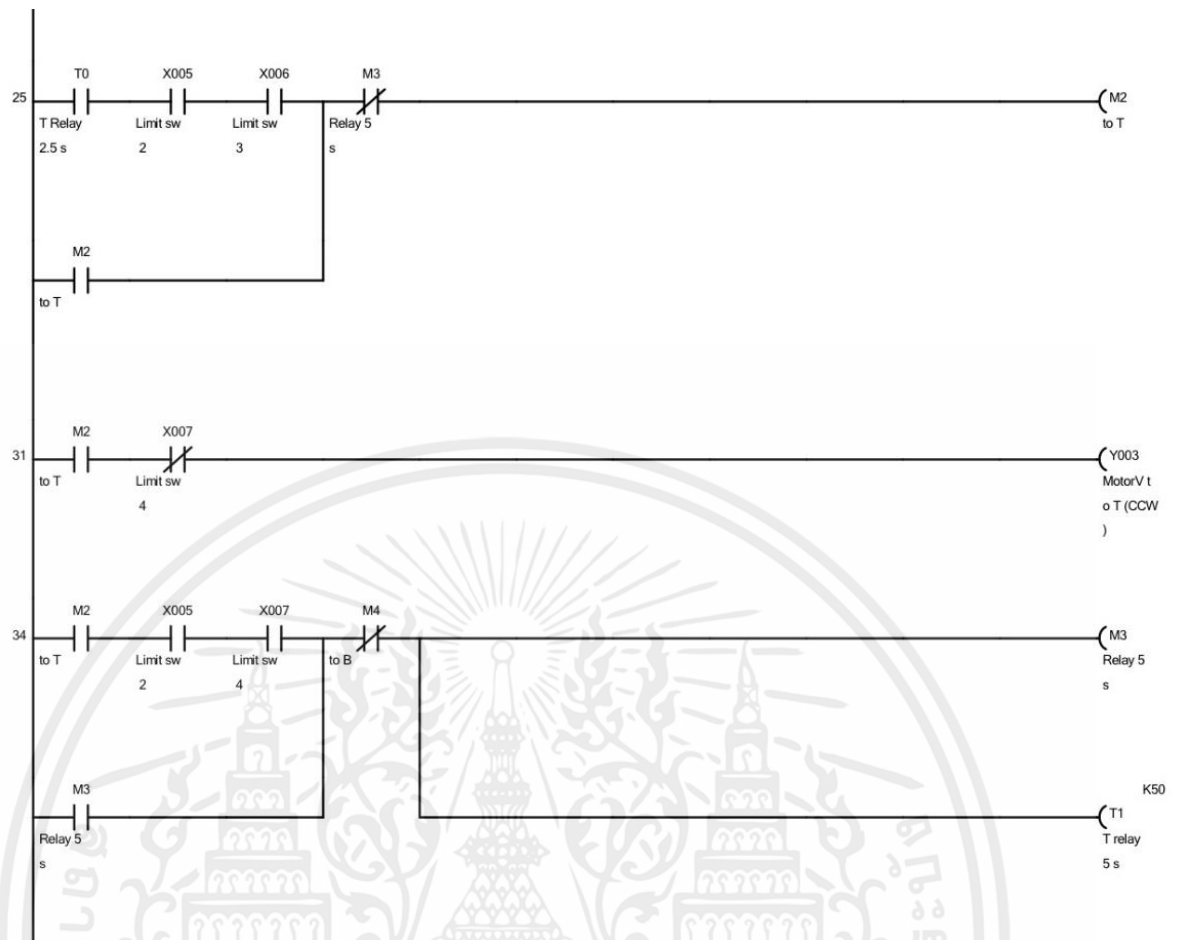 T0 X005 X006 M3
25
M2
T Relay Limit sw Limit sw Relay 5 to T
2.5 s 2 3 s
M2
to T
M2 X007
31
Y003
to T Limit sw MotorV t
4 o T (CCW
)
M2 X005 X007 M4
34
M3
to T Limit sw Limit sw to B Relay 5
2 4 s
M3 K50
T1
Relay 5 T relay
s 5 s